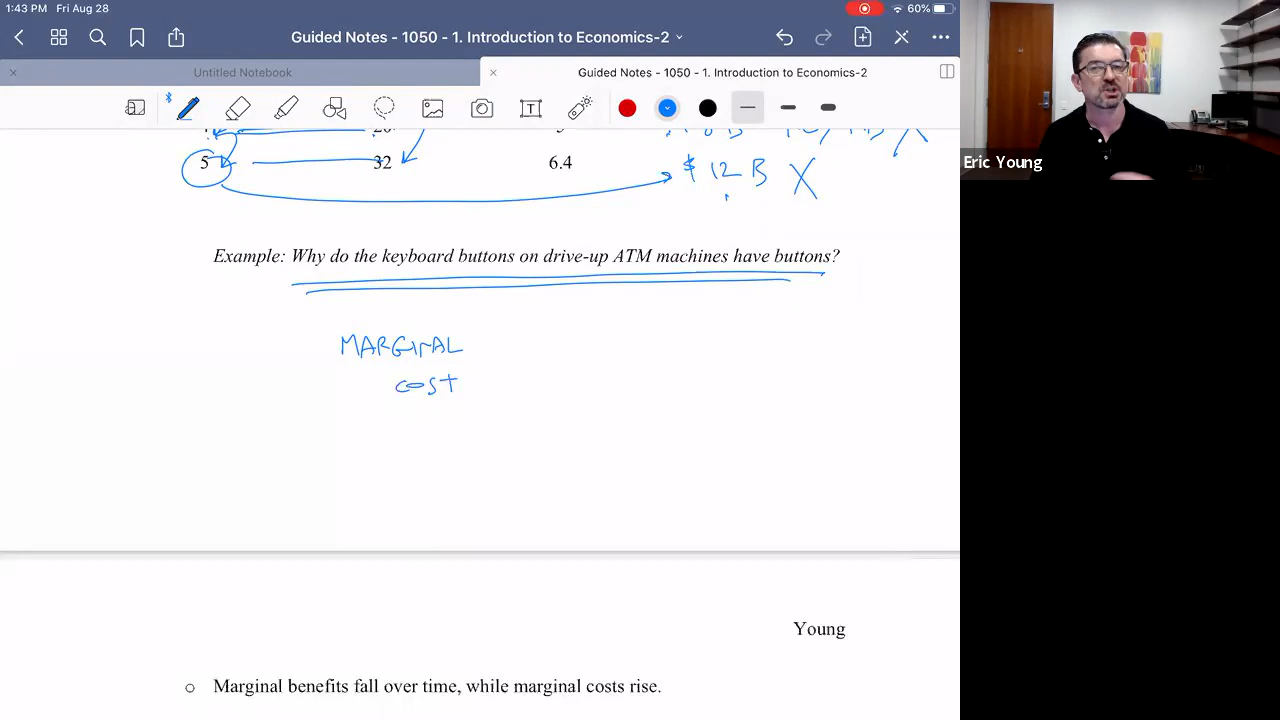 1:43 PM Fri Aug 28
60%
Guided Notes - 1050 - 1. Introduction to Economics-2
Untitled Notebook
Guided Notes - 1050 - 1. Introduction to Economics-2
5 32 6.4 $ 12 B X
Example: Why do the keyboard buttons on drive-up ATM machines have buttons?
MARGINAL
COST
Young
o Marginal benefits fall over time, while marginal costs rise.
Eric Young